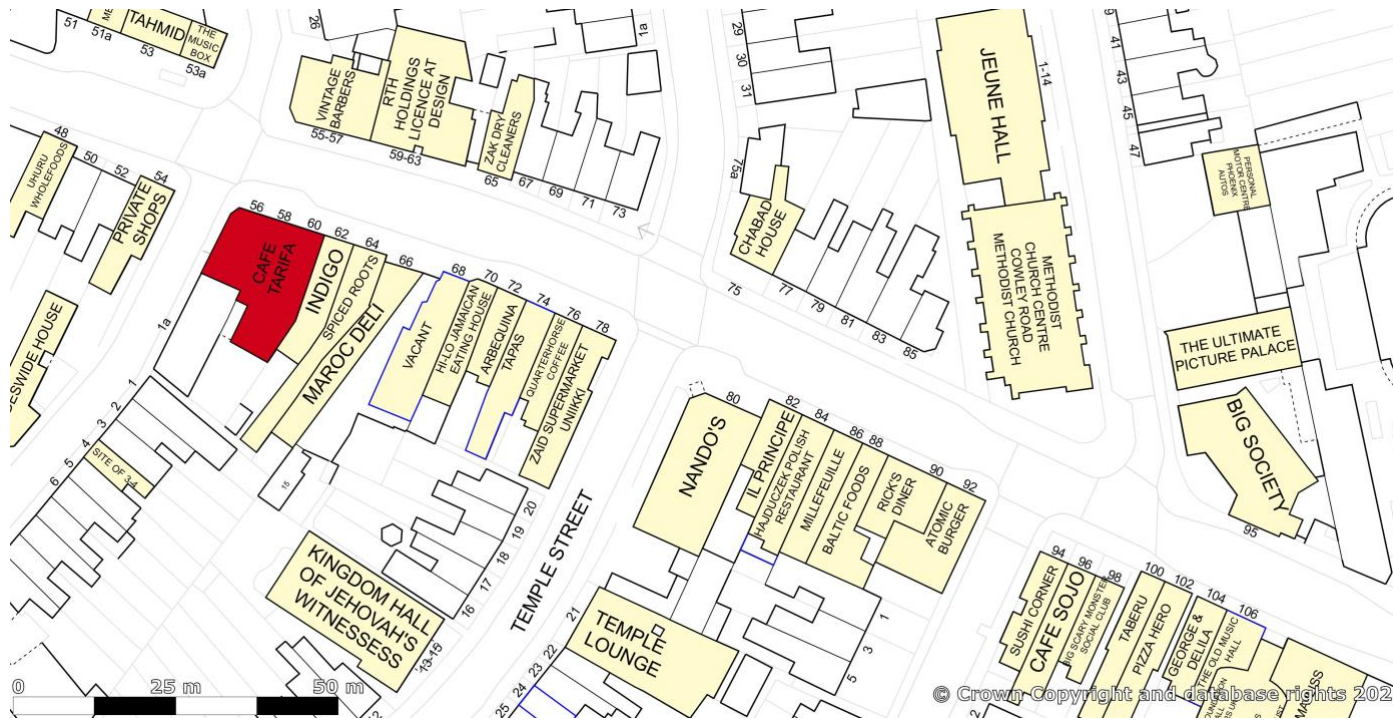 51
51a
53
TAHMID
THE
MUSIC
BOX
53a
26
VINTAGE
BARBERS
55-57
RTH
HOLDINGS
LICENCE AT
DESIGN
59-63
ZAK DRY
CLEANERS
65
67
69
71
73
1a
29
30
31
75a
CHABAD
HOUSE
75
77
79
81
83
85
JEUNE HALL
1-14
METHODIST
CHURCH CENTRE
COWLEY ROAD
METHODIST CHURCH
41
43
45
47
PERSONAL
MOTOR CENTRE
PHOENIX
AUTOS
THE ULTIMATE
PICTURE PALACE
BIG SOCIETY
95
48
UHURU
WHOLEFOODS
50
52
54
PRIVATE
SHOPS
ESWIDE HOUSE
56
58
60
62
64
66
68
70
72
74
76
78
CAFE
TARIFA
INDIGO
SPICED ROOTS
MAROC DELI
VACANT
HI-LO JAMAICAN
EATING HOUSE
ARBEQUINA
TAPAS
QUARTERHORSE
COFFEE
ZAID SUPERMARKET
UNIIKKI
1a
1
2
3
4
5
6
SITE OF 3-4
15
KINGDOM HALL
OF JEHOVAH'S
WITNESSESS
13-15
12
16
17
18
19
20
TEMPLE STREET
80
82
84
86
88
90
92
NANDO'S
IL PRINCIPE
HAJDUCZEK POLISH
RESTAURANT
MILLEFEUILLE
BALTIC FOODS
RICK'S
DINER
ATOMIC
BURGER
1
3
5
21
22
23
24
25
TEMPLE
LOUNGE
94
96
98
100
102
104
106
SUSHI CORNER
CAFE SOJO
BIG SCARY MONSTER
SOCIAL CLUB
TABERU
PIZZA HERO
GEORGE &
DELILA
THE OLD MUSIC
HALL
2
0
25 m
50 m
© Crown Copyright and database rights 202